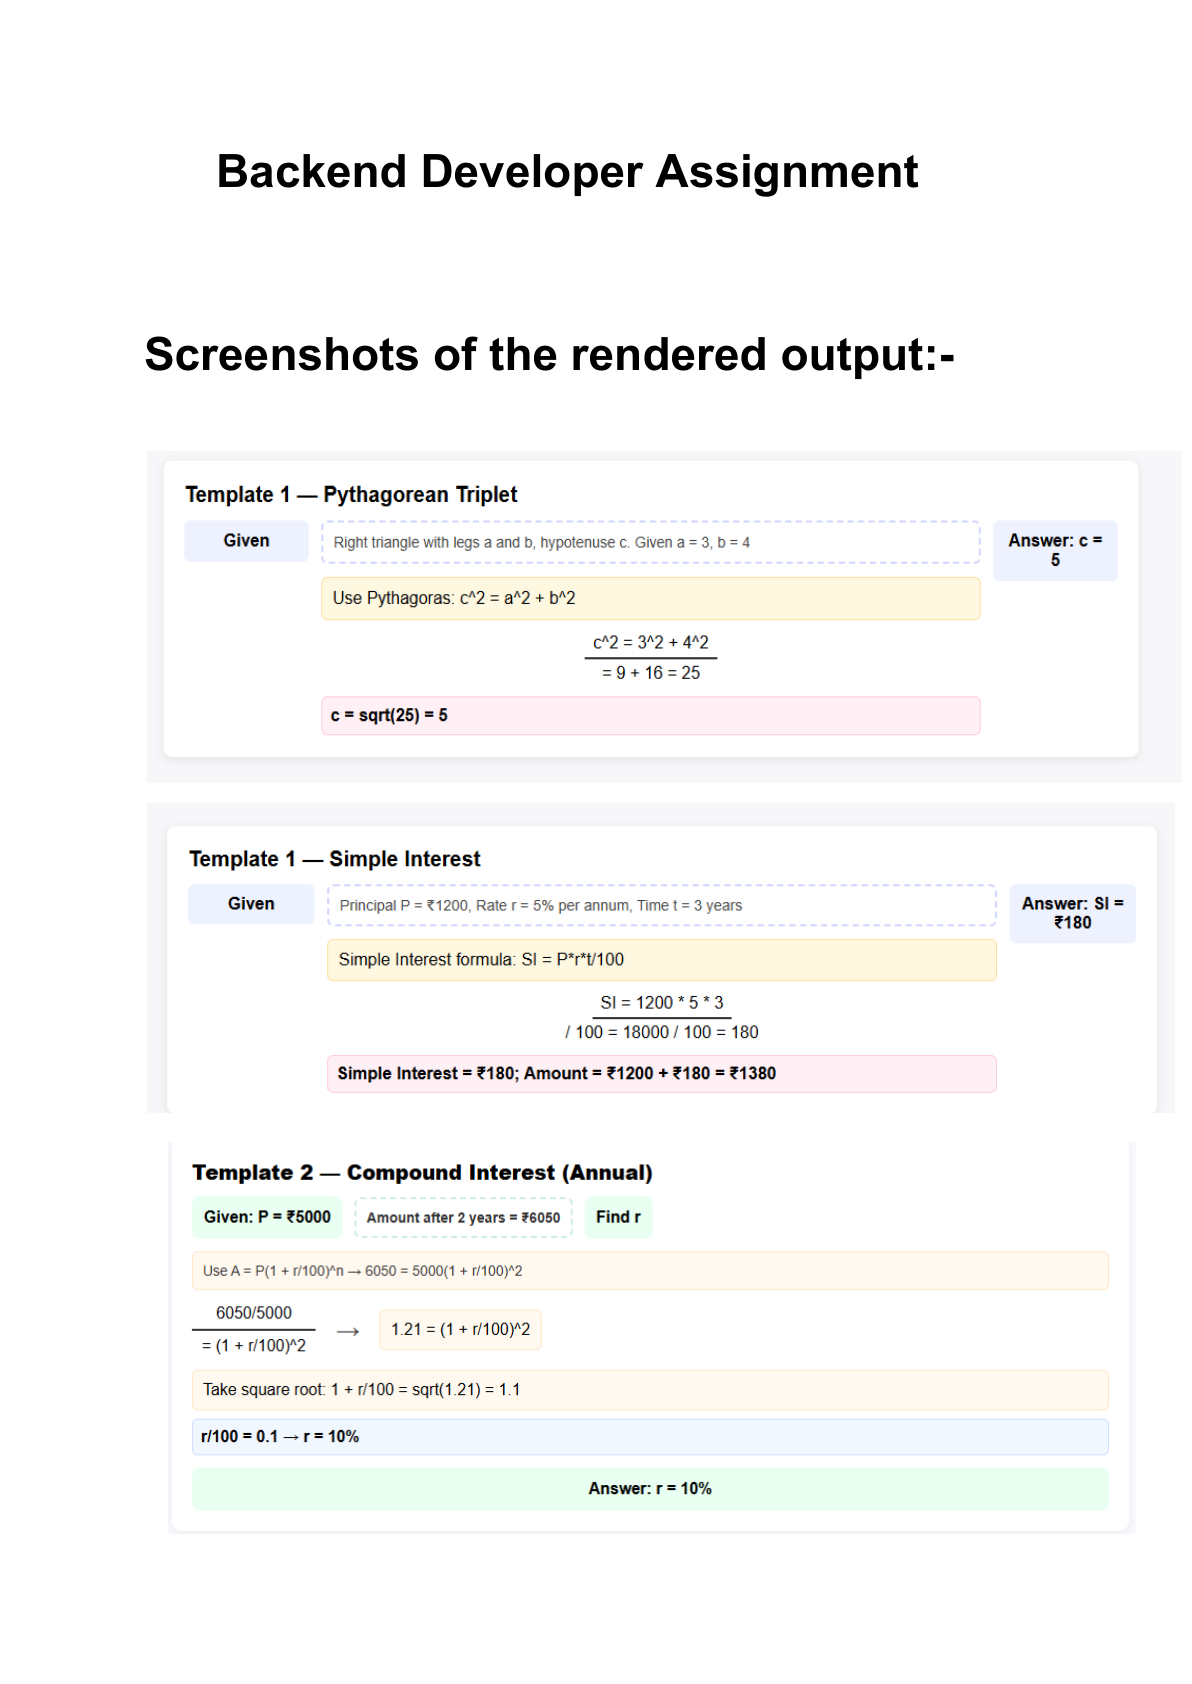 Backend Developer Assignment
Screenshots of the rendered output:-
Template 1 — Pythagorean Triplet
Given
Right triangle with legs a and b, hypotenuse c. Given a = 3, b = 4
Answer: c =
5
Use Pythagoras: c^2 = a^2 + b^2
c^2 = 3^2 + 4^2
= 9 + 16 = 25
c = sqrt(25) = 5
Template 1 — Simple Interest
Given
Principal P = ₹1200, Rate r = 5% per annum, Time t = 3 years
Answer: SI =
₹180
Simple Interest formula: SI = P*r*t/100
SI = 1200 * 5 * 3
/ 100 = 18000 / 100 = 180
Simple Interest = ₹180; Amount = ₹1200 + ₹180 = ₹1380
Template 2 — Compound Interest (Annual)
Given: P = ₹5000
Amount after 2 years = ₹6050
Find r
Use A = P(1 + r/100)^n → 6050 = 5000(1 + r/100)^2
6050/5000
= (1 + r/100)^2
→
1.21 = (1 + r/100)^2
Take square root: 1 + r/100 = sqrt(1.21) = 1.1
r/100 = 0.1 → r = 10%
Answer: r = 10%